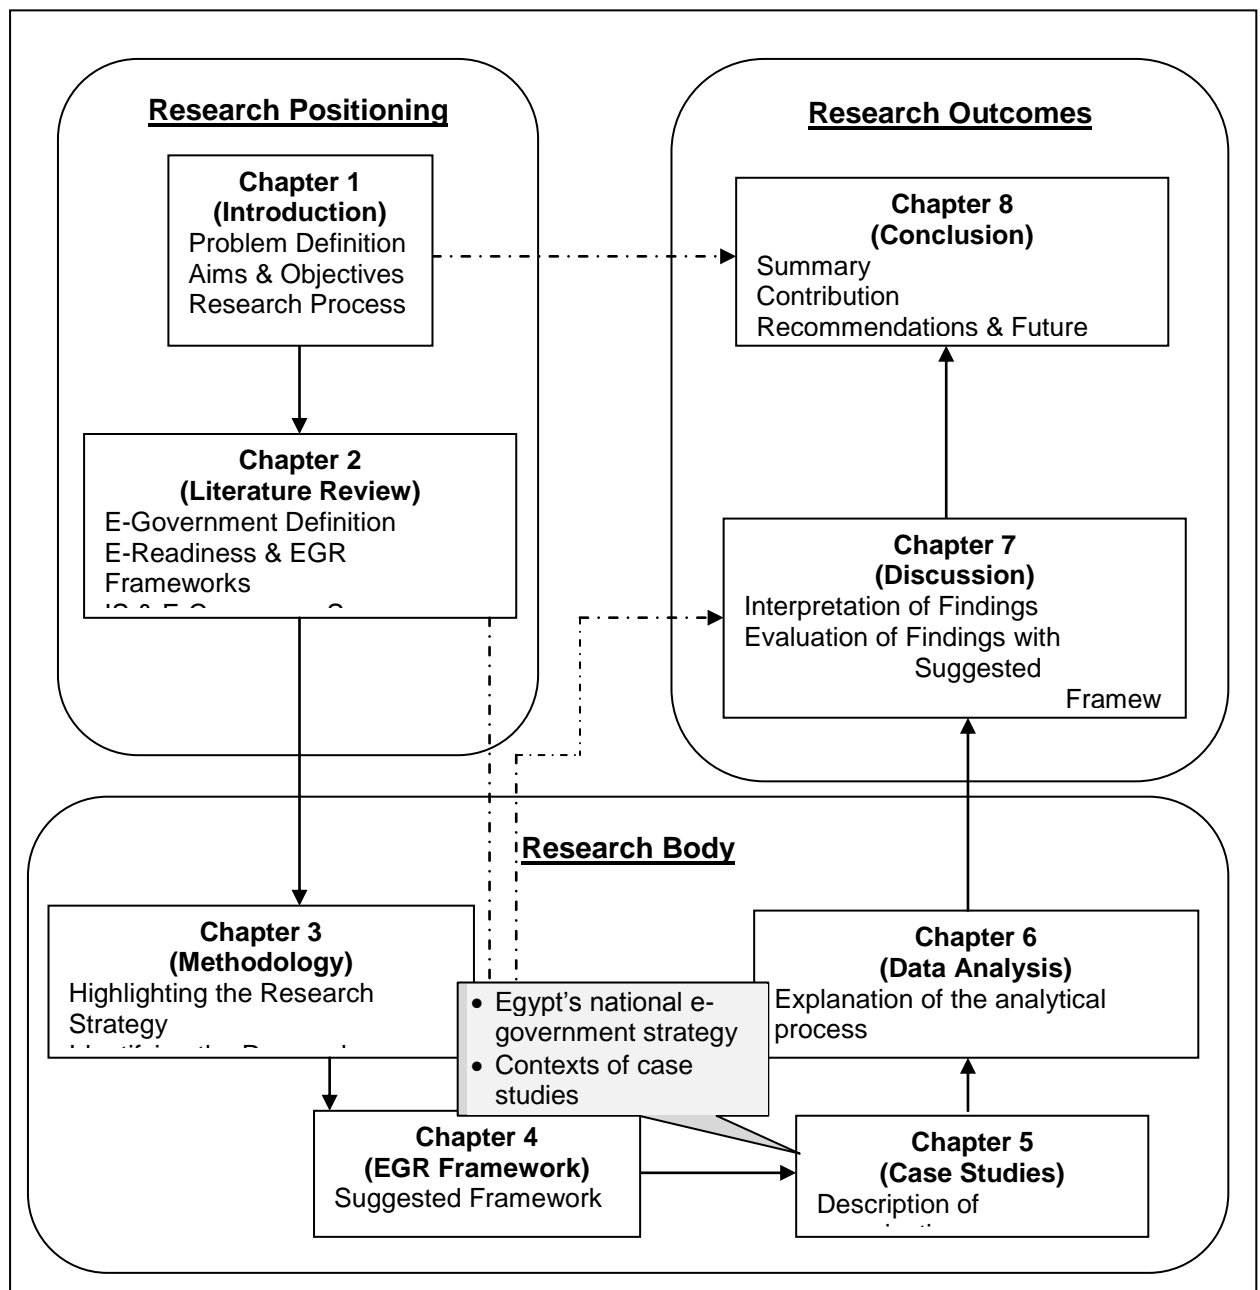 Research Positioning
Chapter 1
(Introduction)
Problem Definition
Aims & Objectives
Research Process
Chapter 2
(Literature Review)
E-Government Definition
E-Readiness & EGR
Frameworks
Research Outcomes
Chapter 8
(Conclusion)
Summary
Contribution
Recommendations & Future
Chapter 7
(Discussion)
Interpretation of Findings
Evaluation of Findings with
Suggested
Framew
Research Body
Chapter 3
(Methodology)
Highlighting the Research
Strategy
• Egypt’s national e-
government strategy
• Contexts of case
studies
Chapter 6
(Data Analysis)
Explanation of the analytical
process
Chapter 4
(EGR Framework)
Suggested Framework
Chapter 5
(Case Studies)
Description of